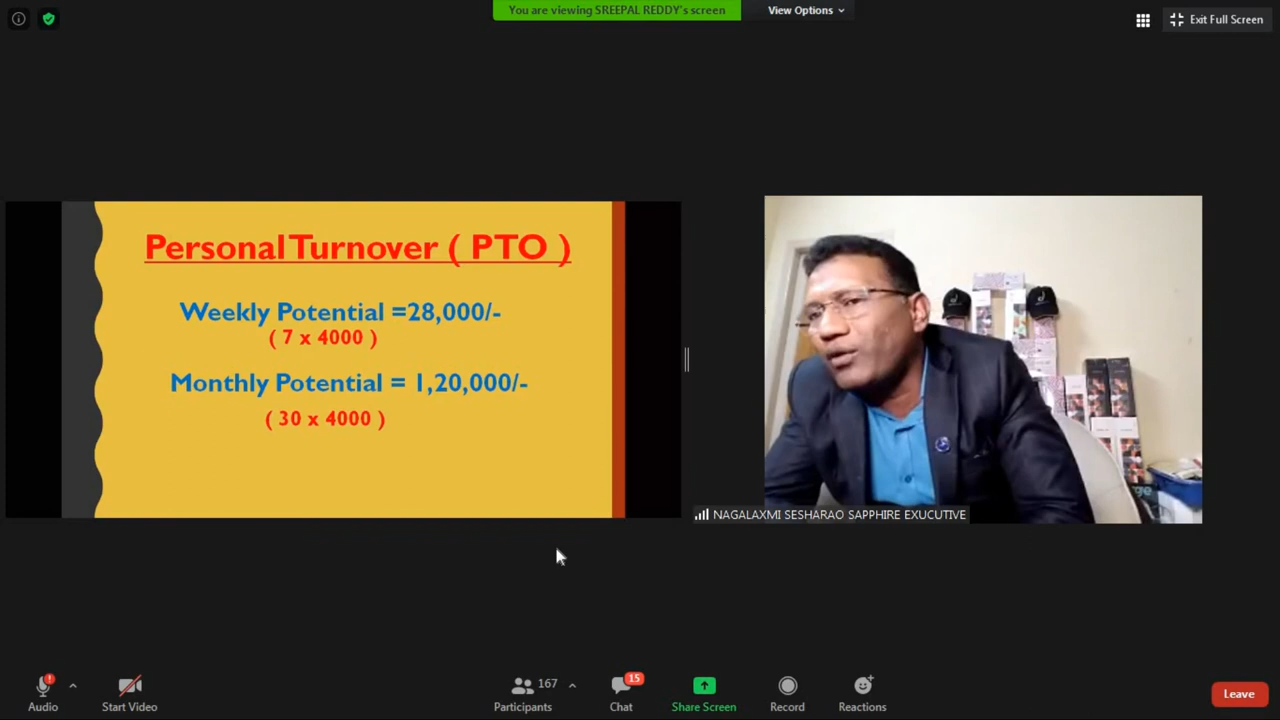 You are viewing SREEPAL REDDY's screen
View Options
Exit Full Screen
Personal Turnover ( PTO )
Weekly Potential =28,000/-
( 7 x 4000 )
Monthly Potential = 1,20,000/-
( 30 x 4000 )
NAGALAXMI SESHARAO SAPPHIRE EXUCUTIVE
Audio
Start Video
167
Participants
15
Chat
Share Screen
Record
Reactions
Leave